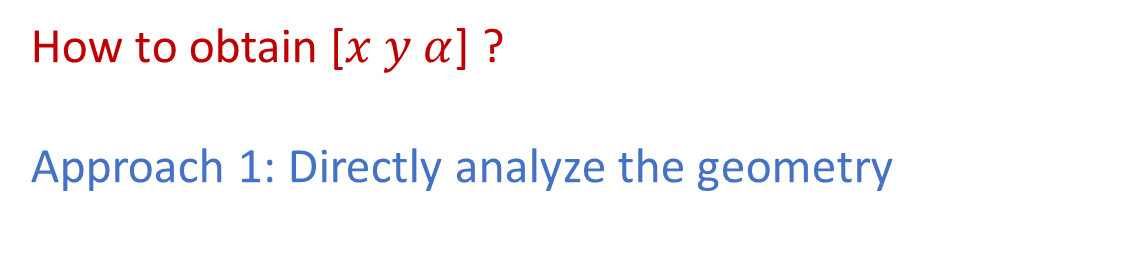 How to obtain [x y α] ?
Approach 1: Directly analyze the geometry